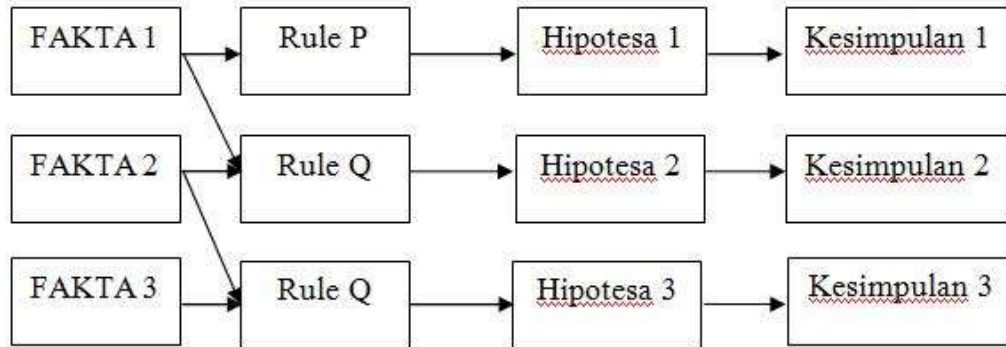 FAKTA 1 Rule P Hipotesa 1 Kesimpulan 1
FAKTA 2 Rule Q Hipotesa 2 Kesimpulan 2
FAKTA 3 Rule Q Hipotesa 3 Kesimpulan 3